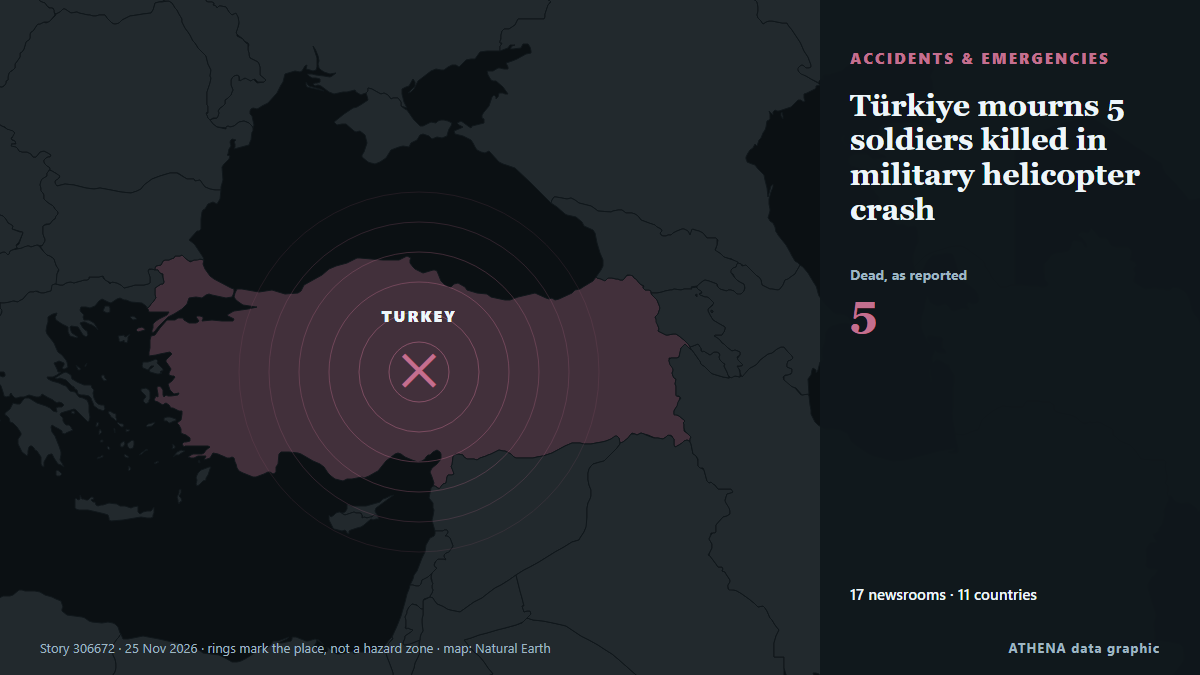 ACCIDENTS & EMERGENCIES
Türkiye mourns 5
soldiers killed in
military helicopter
crash
Dead, as reported
5
TURKEY
17 newsrooms · 11 countries
Story 306672 · 25 Nov 2026 · rings mark the place, not a hazard zone · map: Natural Earth
ATHENA data graphic